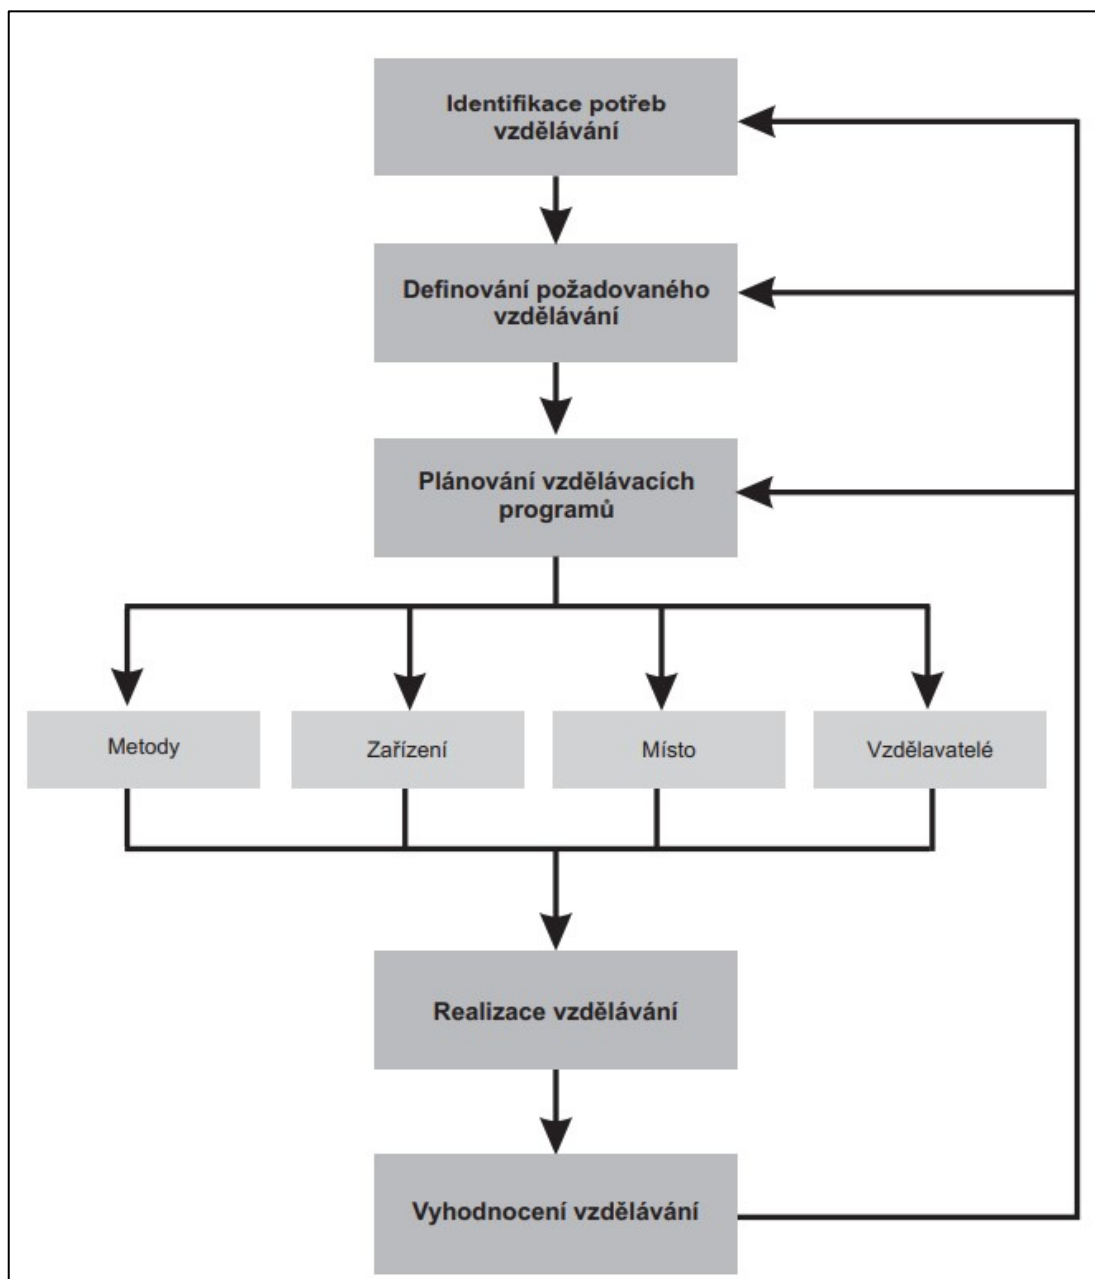 Identifikace potřeb
vzdělávání
Definování požadovaného
vzdělávání
Plánování vzdělávacích
programů
Metody
Zařízení
Místo
Vzdělavatelé
Realizace vzdělávání
Vyhodnocení vzdělávání